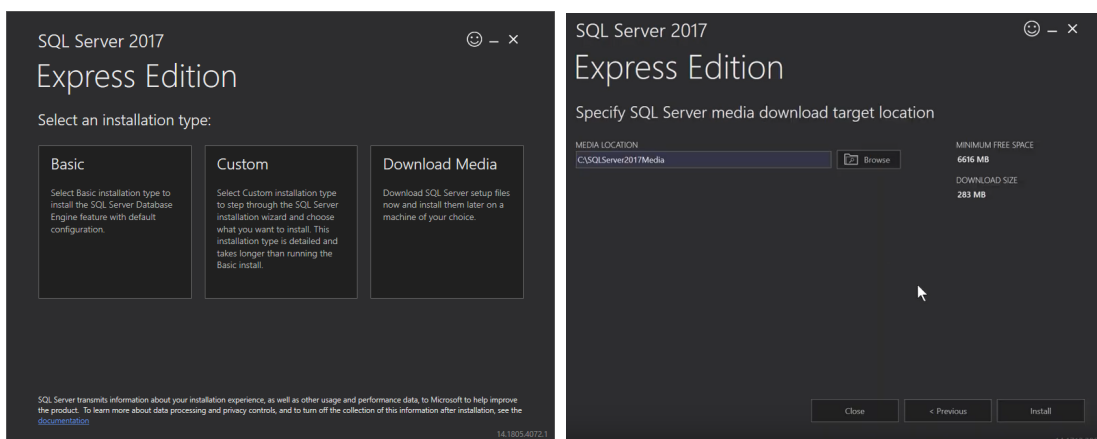 SQL Server 2017
Express Edition
Select an installation type:
Basic
Select Basic installation type to
install the SQL Server Database
Engine feature with default
configuration.
Custom
Select Custom installation type
to step through the SQL Server
installation wizard and choose
what you want to install. This
installation type is detailed and
takes longer than running the
Basic install.
Download Media
Download SQL Server setup files
now and install them later on a
machine of your choice.
SQL Server transmits information about your installation experience, as well as other usage and performance data, to Microsoft to help improve
the product. To learn more about data processing and privacy controls, and to turn off the collection of this information after installation, see the
documentation
14.1805.4072.1
SQL Server 2017
Express Edition
Specify SQL Server media download target location
MEDIA LOCATION
C:\SQLServer2017Media
Browse
MINIMUM FREE SPACE
6616 MB
DOWNLOAD SIZE
283 MB
Close
< Previous
Install